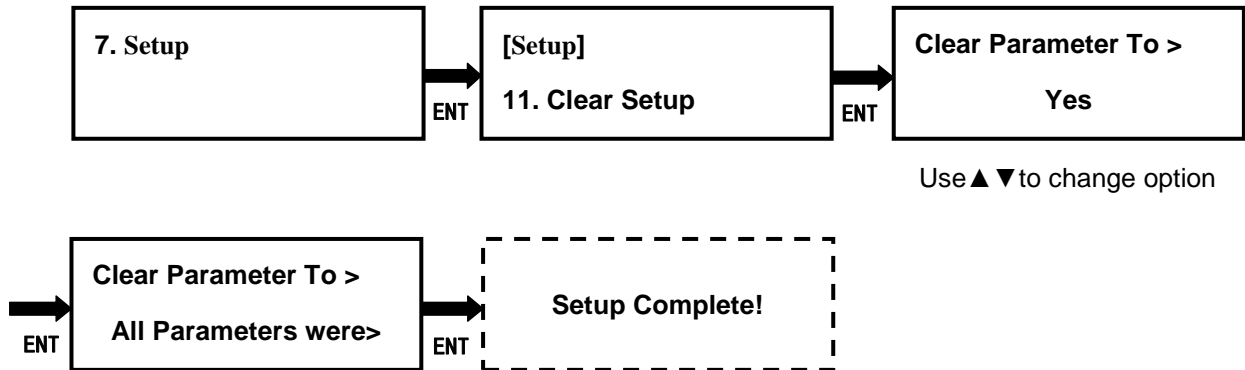 7. Setup
ENT
[Setup]
11. Clear Setup
ENT
Clear Parameter To >
Yes
Use▲ ▼to change option
ENT
Clear Parameter To >
All Parameters were>
ENT
Setup Complete!